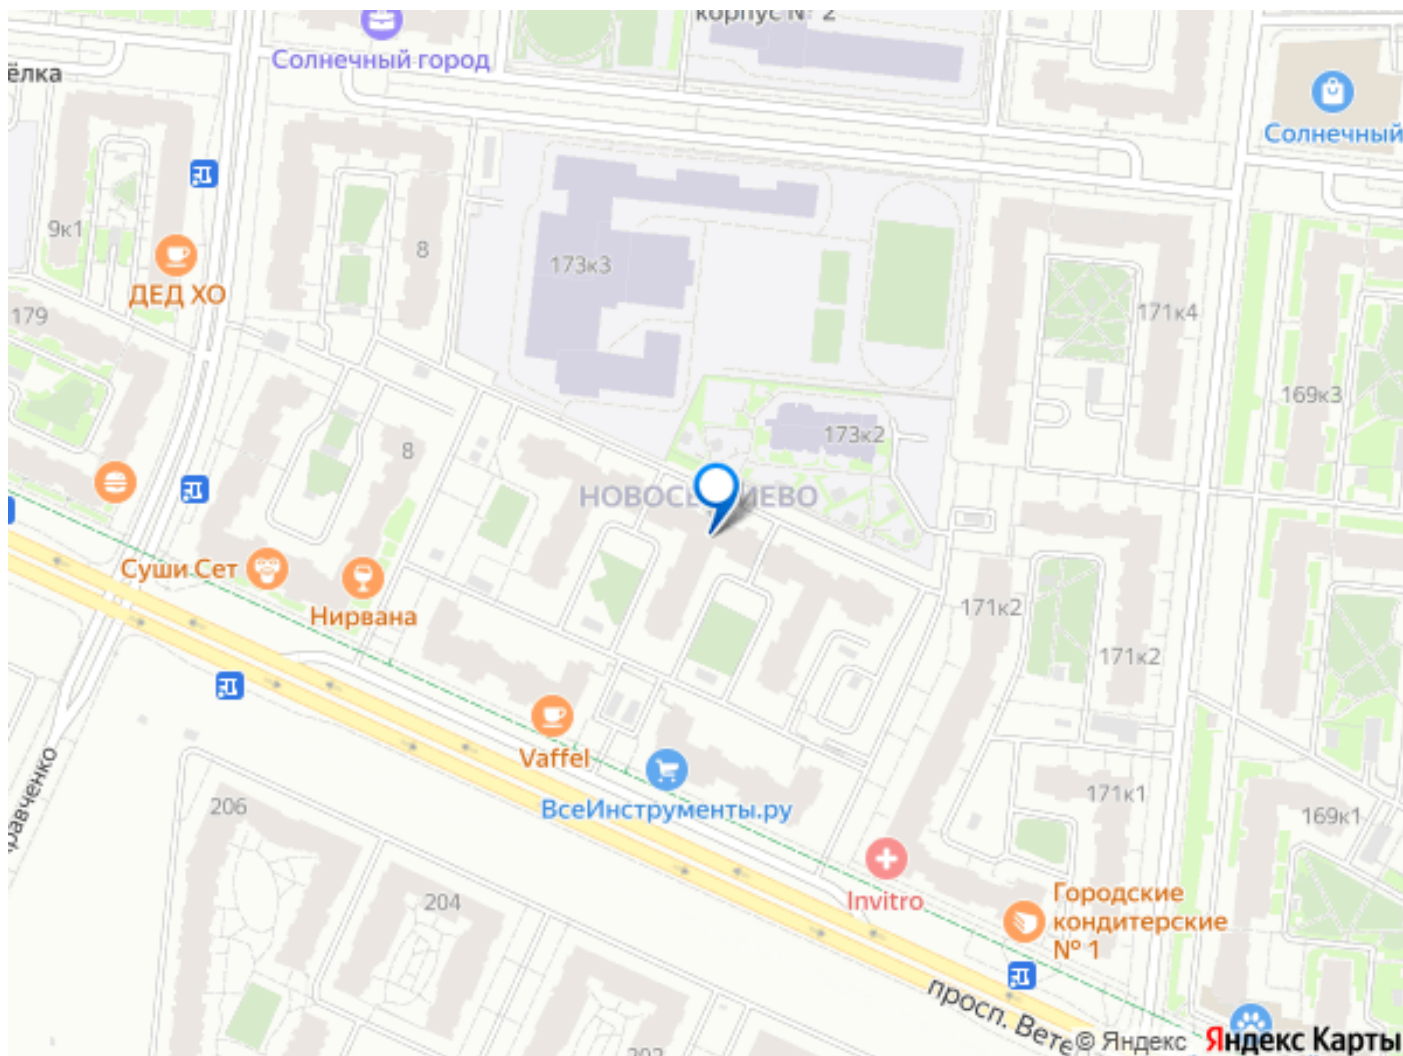 корпус № 2
Солнечный город
ёлка
Солнечный
9к1
8
173к3
ДЕД ХО
179
171к4
169к3
8
173к2
Суши Сет
Нирвана
171к2
171к2
Vaffel
ВсеИнструменты.ру
206
171к1
169к1
204
Invitro
Городские
кондитерские
№ 1
просп. Вете
© Яндекс
Яндекс Карты